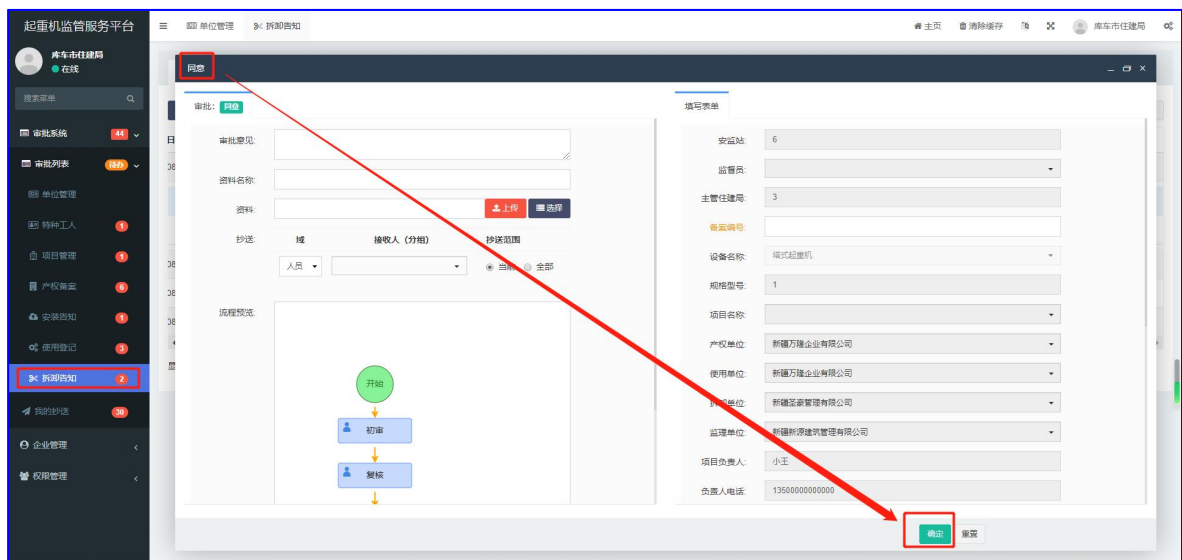 起重机监管服务平台
单位管理 拆卸告知
主页 清除缓存 库车市住建局
库车市住建局
在线
搜索菜单
审批系统 44
审批列表 待办
单位管理
特种工人 1
项目管理 1
产权备案 6
安装告知 1
使用登记 3
拆卸告知 2
我的抄送 30
企业管理
权限管理
同意
审批: 同意
审批意见:
资料名称:
资料: 上传 选择
抄送: 域 接收人（分组） 抄送范围
人员 当前 全部
流程预览:
开始
初审
复核
填写表单
安监站: 6
监督员:
主管住建局: 3
备案编号:
设备名称: 塔式起重机
规格型号: 1
项目名称:
产权单位: 新疆万隆企业有限公司
使用单位: 新疆万隆企业有限公司
拆卸单位: 新疆圣豪管理有限公司
监理单位: 新疆新源建筑管理有限公司
项目负责人: 小王
负责人电话: 13500000000000
确定 重置